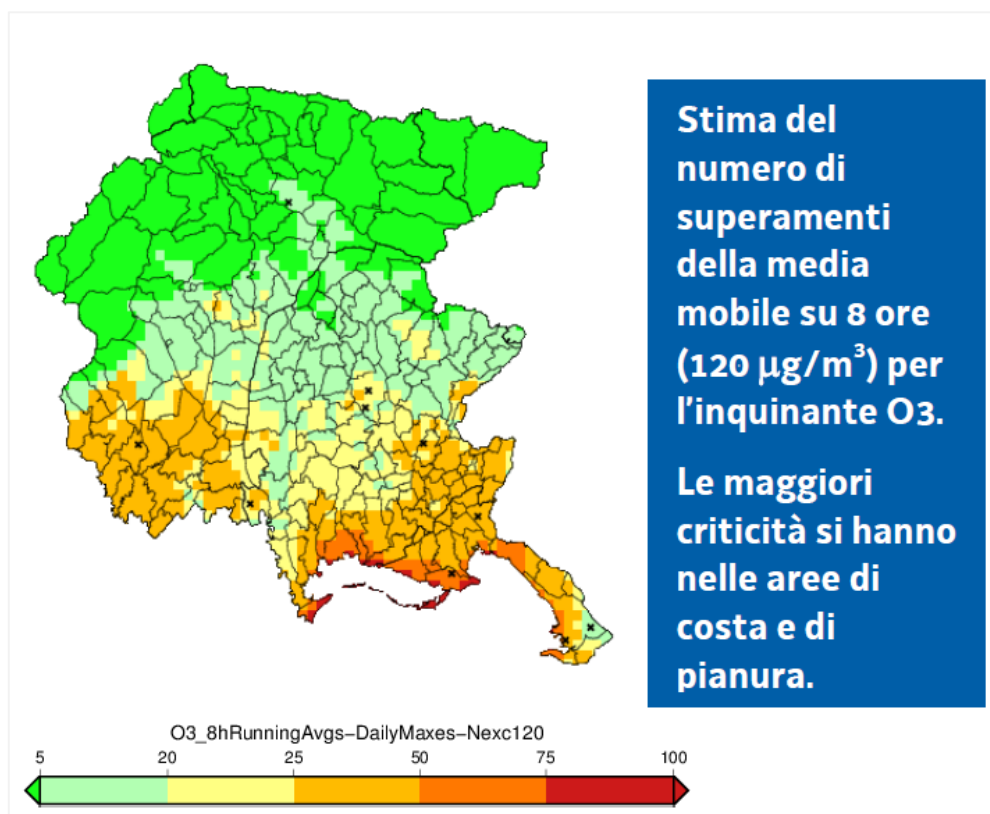 Stima del
numero di
superamenti
della media
mobile su 8 ore
(120 µg/m³) per
l'inquinante O3.
Le maggiori
criticità si hanno
nelle aree di
costa e di
pianura.
O3_8hRunningAvgs−DailyMaxes−Nexc120
5 20 25 50 75 100